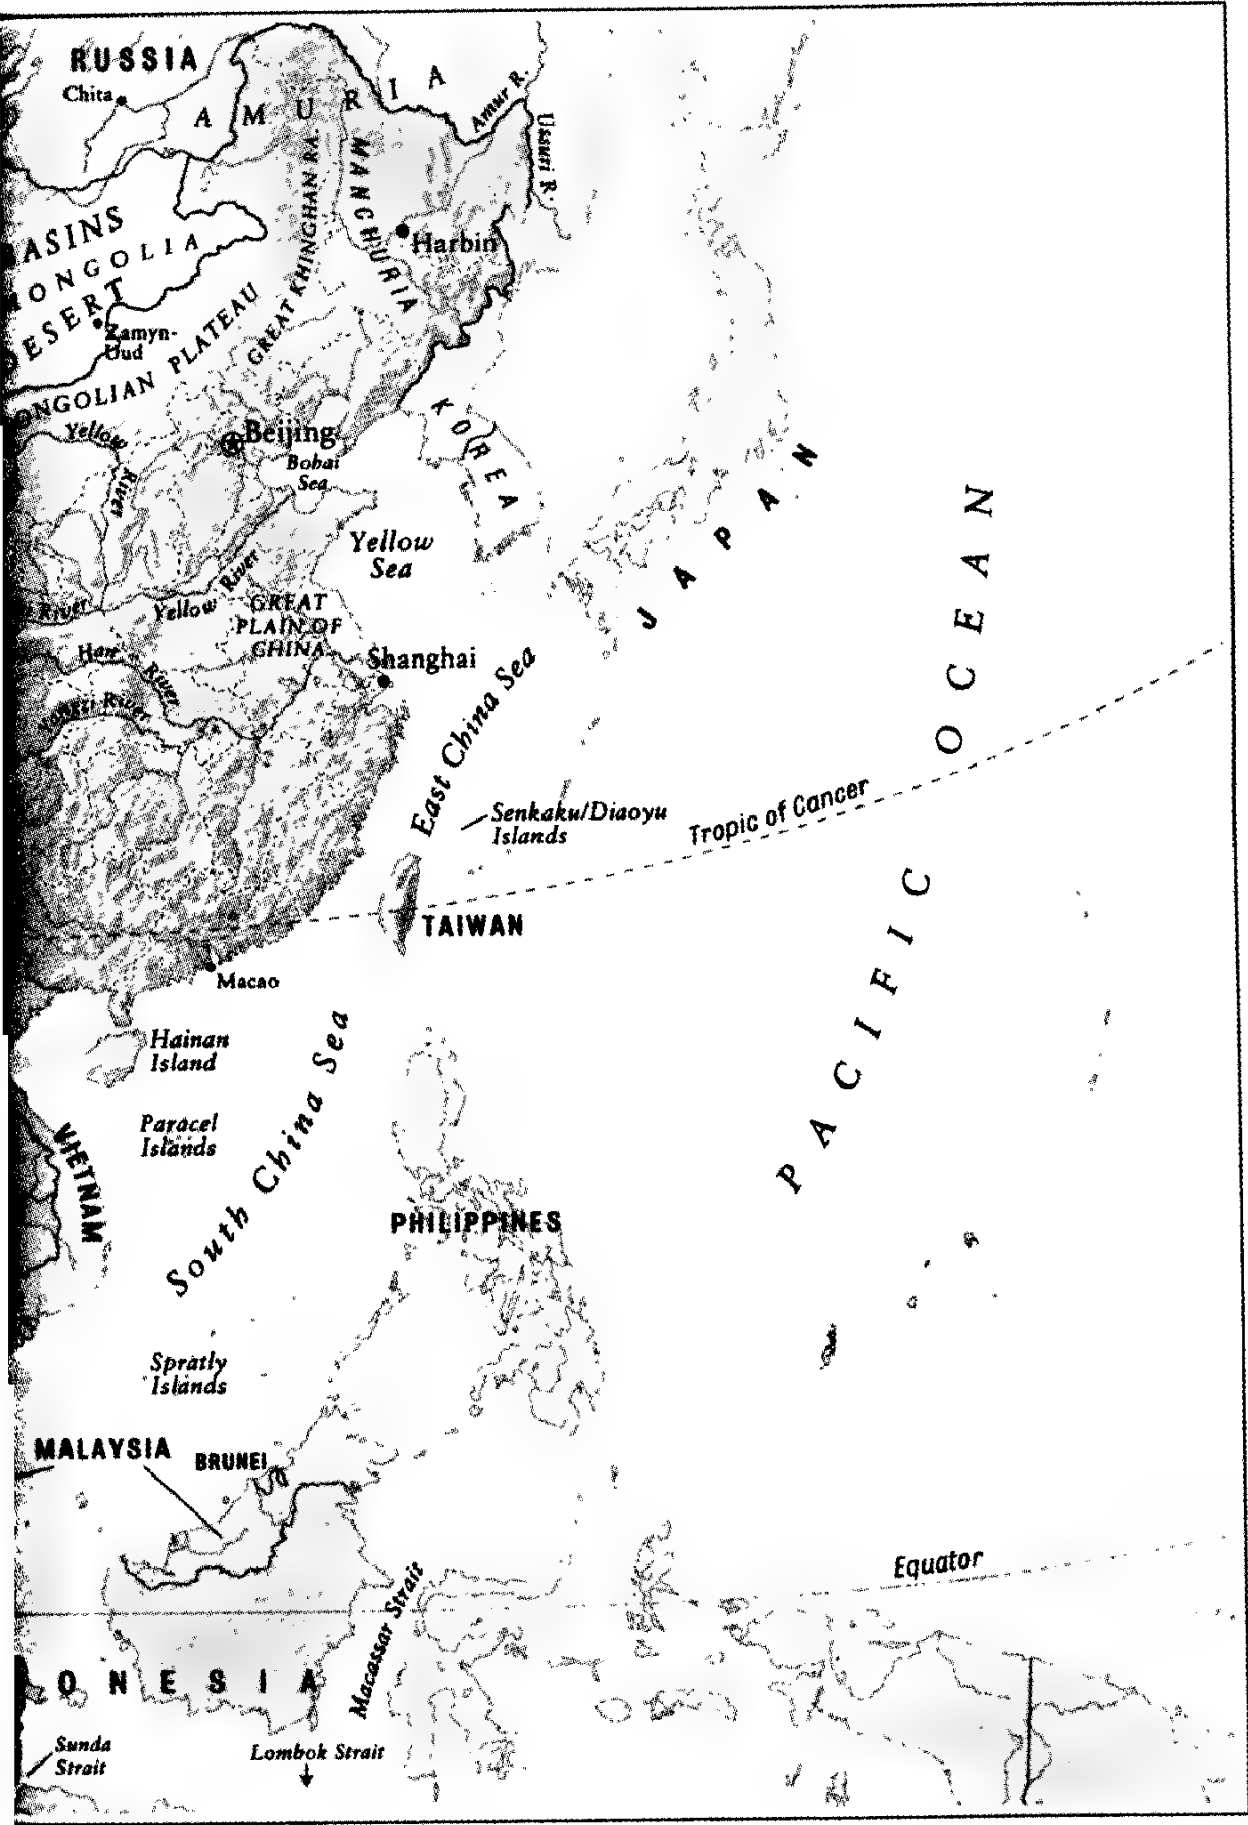 RUSSIA
Chita
AMURIA
Amur R.
Ussuri R.
MANCHURIA
GREAT KHINGHAN RA.
Harbin
ASINS
ONGOLIA
DESERT
Zamyn-
Uud
ONGOLIAN PLATEAU
KOREA
Yellow
River
Beijing
Bohai
Sea
JAPAN
Yellow
Sea
River
Yellow River
GREAT
PLAIN OF
CHINA
Han River
Shanghai
Yangzi River
East China Sea
PACIFIC OCEAN
Senkaku/Diaoyu
Islands
Tropic of Cancer
TAIWAN
Macao
Hainan
Island
South China Sea
Paracel
Islands
VIETNAM
PHILIPPINES
Spratly
Islands
MALAYSIA
BRUNEI
Equator
Macassar Strait
ONESIA
Sunda
Strait
Lombok Strait